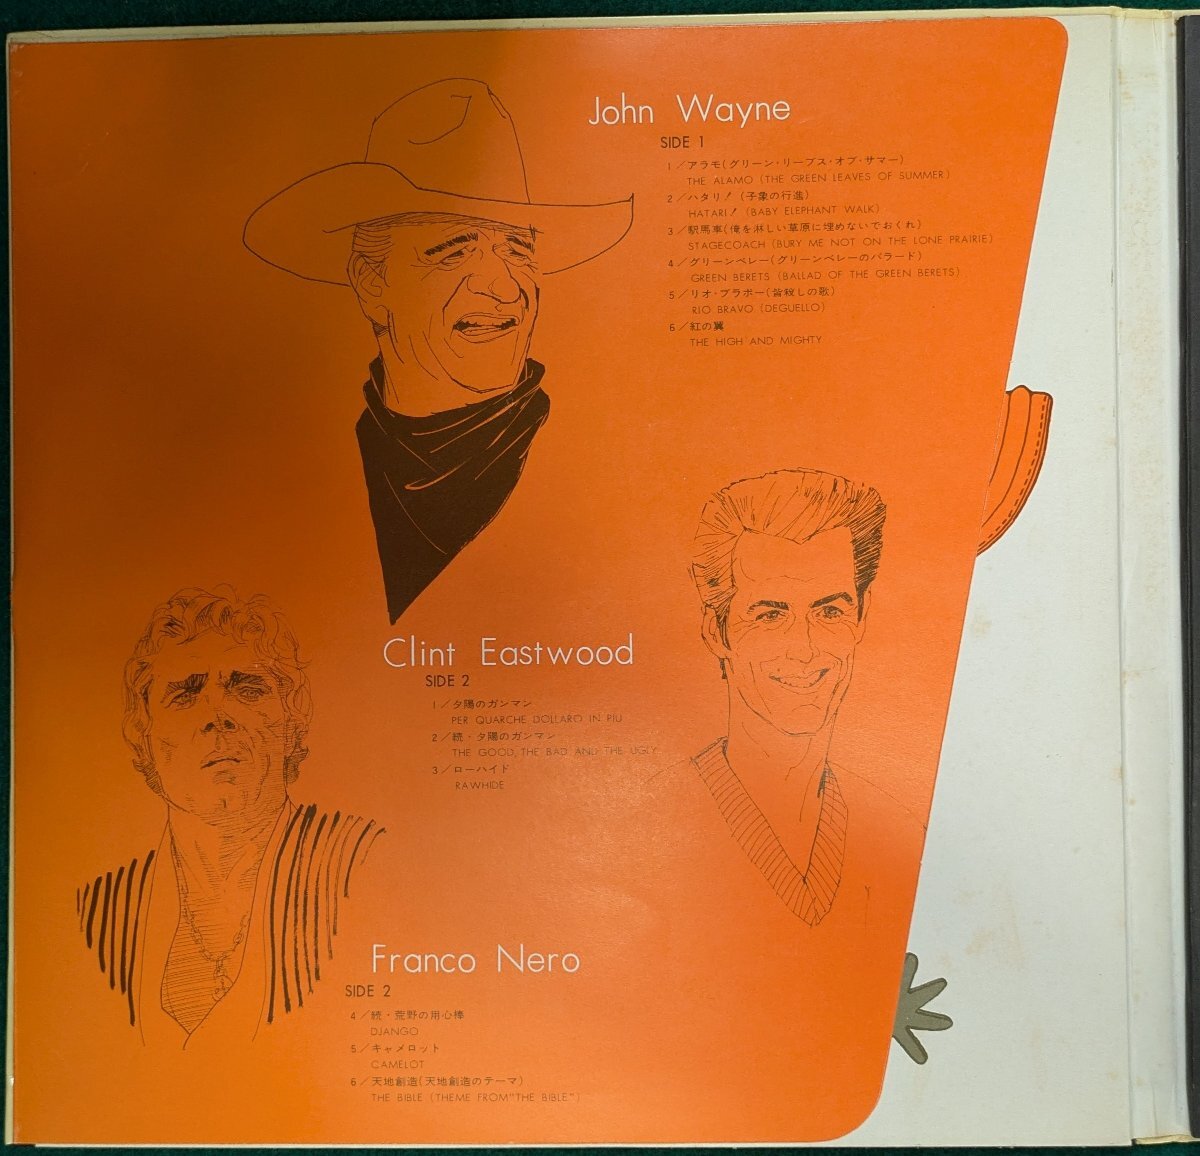 John Wayne
SIDE 1
1／アラモ(グリーン・リーブス・オブ・サマー)
THE ALAMO (THE GREEN LEAVES OF SUMMER)
2／ハタリ！(子象の行進)
HATARI! (BABY ELEPHANT WALK)
3／駅馬車(俺を淋しい草原に埋めないでおくれ)
STAGECOACH (BURY ME NOT ON THE LONE PRAIRIE)
4／グリーンベレー(グリーンベレーのバラード)
GREEN BERETS (BALLAD OF THE GREEN BERETS)
5／リオ・ブラボー(皆殺しの歌)
RIO BRAVO (DEGUELLO)
6／紅の翼
THE HIGH AND MIGHTY
Clint Eastwood
SIDE 2
1／夕陽のガンマン
PER QUARCHE DOLLARO IN PIU
2／続・夕陽のガンマン
THE GOOD, THE BAD AND THE UGLY
3／ローハイド
RAWHIDE
Franco Nero
SIDE 2
4／続・荒野の用心棒
DJANGO
5／キャメロット
CAMELOT
6／天地創造(天地創造のテーマ)
THE BIBLE (THEME FROM "THE BIBLE")